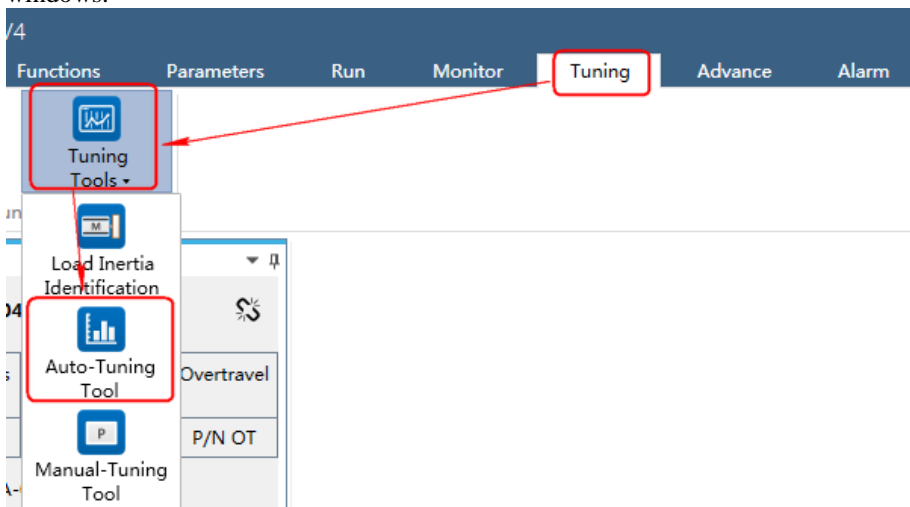 V4
Functions Parameters Run Monitor Tuning Advance Alarm
Tuning
Tools
M
Load Inertia
Identification
Auto-Tuning
Tool
Overtravel
P
P/N OT
Manual-Tuning
Tool